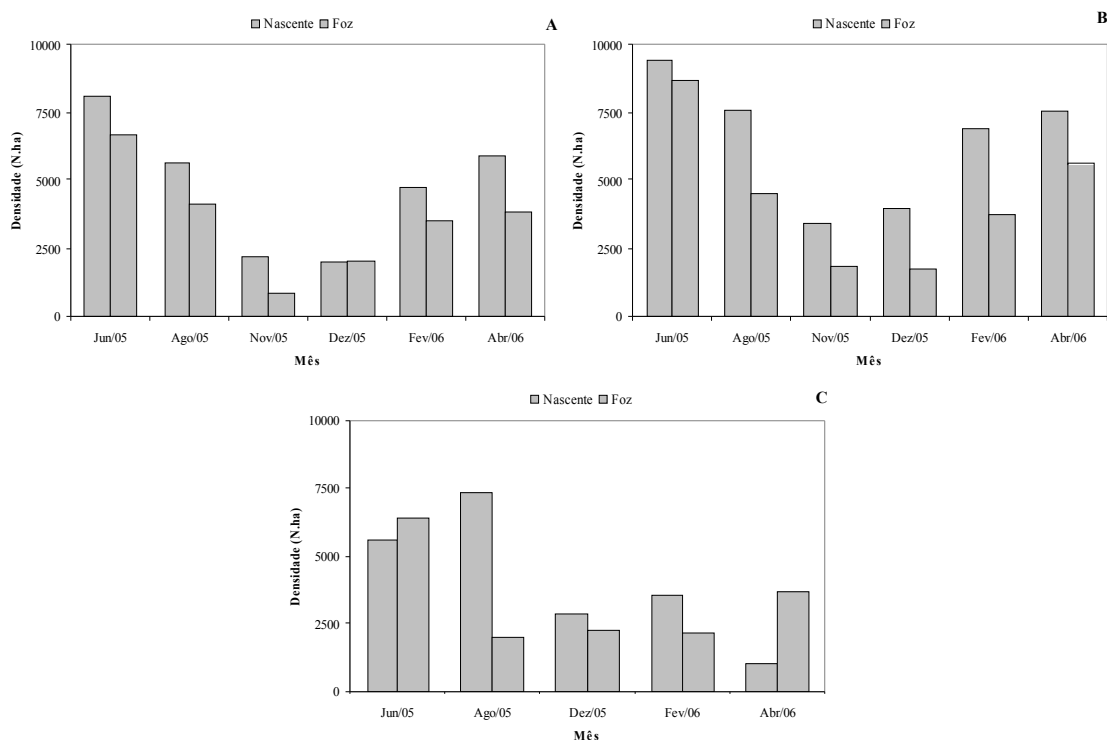 Nascente Foz
A
10000
7500
5000
2500
0
Densidade (N.ha)
Jun/05 Ago/05 Nov/05 Dez/05 Fev/06 Abr/06
Mês
Nascente Foz
B
10000
7500
5000
2500
0
Densidade (N.ha)
Jun/05 Ago/05 Nov/05 Dez/05 Fev/06 Abr/06
Mês
Nascente Foz
C
10000
7500
5000
2500
0
Densidade (N.ha)
Jun/05 Ago/05 Dez/05 Fev/06 Abr/06
Mês